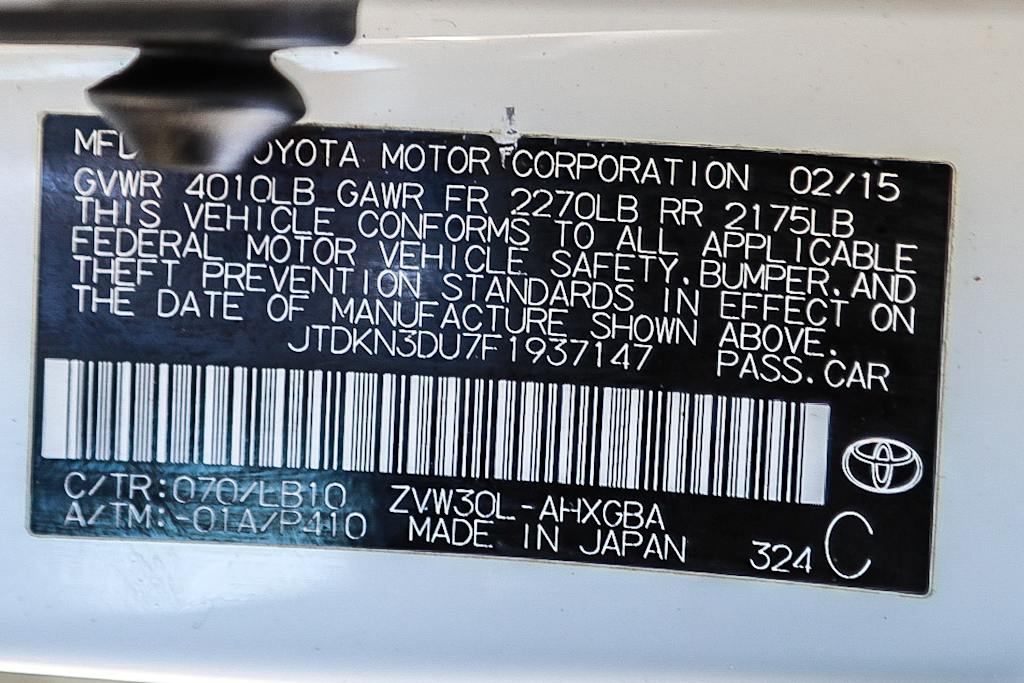 MFD OYOTA MOTOR CORPORATION 02/15
GVWR 4010LB GAWR FR 2270LB RR 2175LB
THIS VEHICLE CONFORMS TO ALL APPLICABLE
FEDERAL MOTOR VEHICLE SAFETY.BUMPER.AND
THEFT PREVENTION STANDARDS IN EFFECT ON
THE DATE OF MANUFACTURE SHOWN ABOVE.
JTDKN3DU7F1937147 PASS.CAR
C/TR:070/LB10 ZVW30L-AHXGBA
A/TM:-01A/P410 MADE IN JAPAN 324 C